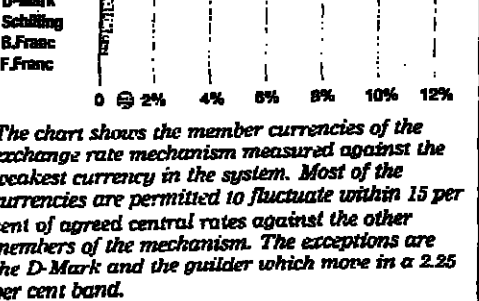 D-Mark
Schilling
B.Franc
F.Franc
0 2% 4% 6% 8% 10% 12%
The chart shows the member currencies of the
exchange rate mechanism measured against the
weakest currency in the system. Most of the
currencies are permitted to fluctuate within 15 per
cent of agreed central rates against the other
members of the mechanism. The exceptions are
the D-Mark and the guilder which move in a 2.25
per cent band.